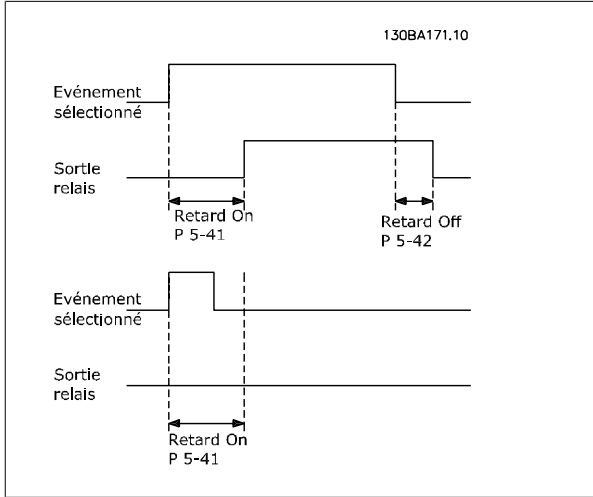 130BA171.10
Evénement
sélectionné
Sortie
relais
Retard On
P 5-41
Retard Off
P 5-42
Evénement
sélectionné
Sortie
relais
Retard On
P 5-41